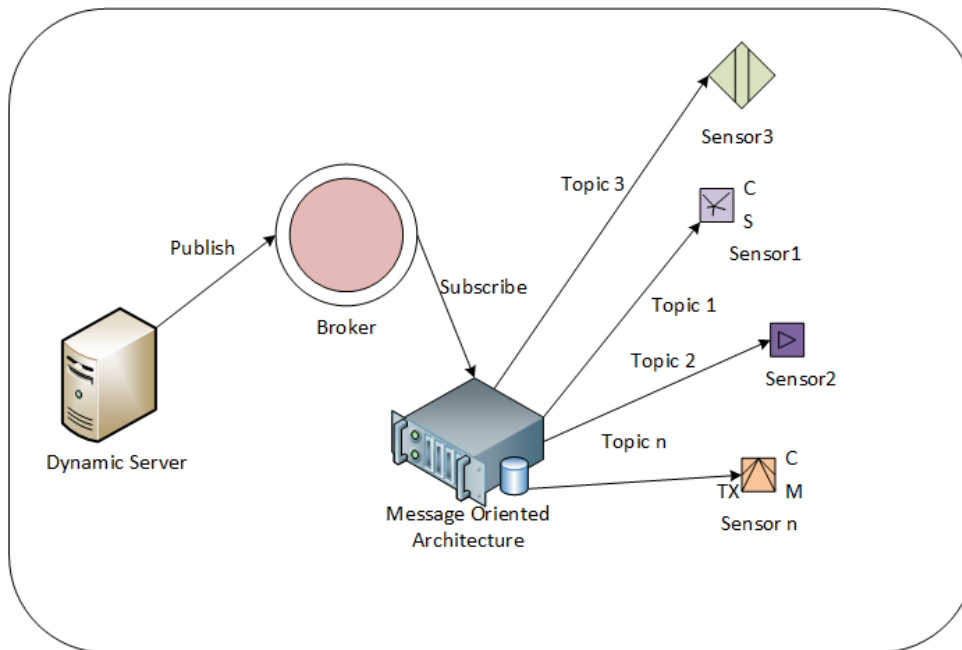 Sensor3
Topic 3
C
S
Sensor1
Publish
Subscribe
Topic 1
Broker
Topic 2
Sensor2
Dynamic Server
Topic n
C
TX
M
Message Oriented
Architecture
Sensor n